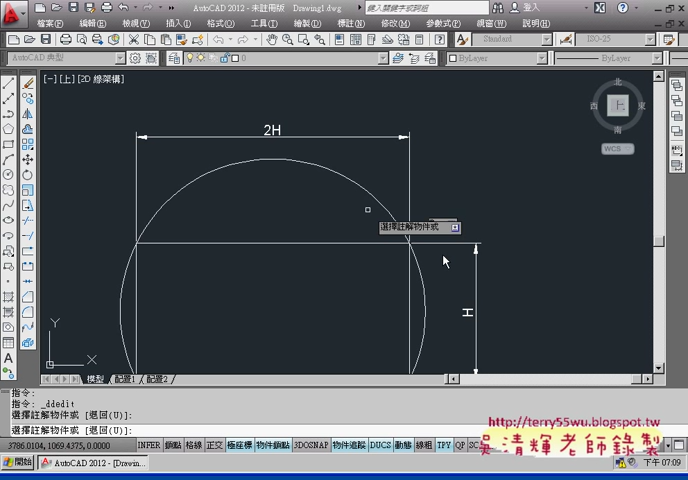 AutoCAD 2012 - 未註冊版 Drawing1.dwg
鍵入關鍵字或片語
登入
檔案(F) 編輯(E) 檢視(V) 插入(I) 格式(O) 工具(T) 繪製(D) 標註(N) 修改(M) 參數式(P) 視窗(W) 說明(H)
Standard ISO-25
AutoCAD 典型 0 ByLayer ByLayer
[-] [上] [2D 線架構]
北
西 上 東
南
WCS
2H
選擇註解物件或
H
Y
X
模型 配置1 配置2
指令:
指令: _ddedit
選擇註解物件或 [退回(U)]:
選擇註解物件或 [退回(U)]:
http://terry55wu.blogspot.tw
吳清輝老師錄製
3786.0104, 1069.4375, 0.0000 INFER 鎖點 格線 正交 極座標 物件鎖點 3DOSNAP 物件追蹤 DUCS 動態 線粗 TPY QP SC
開始 AutoCAD 2012 - [Drawin... 下午 07:09